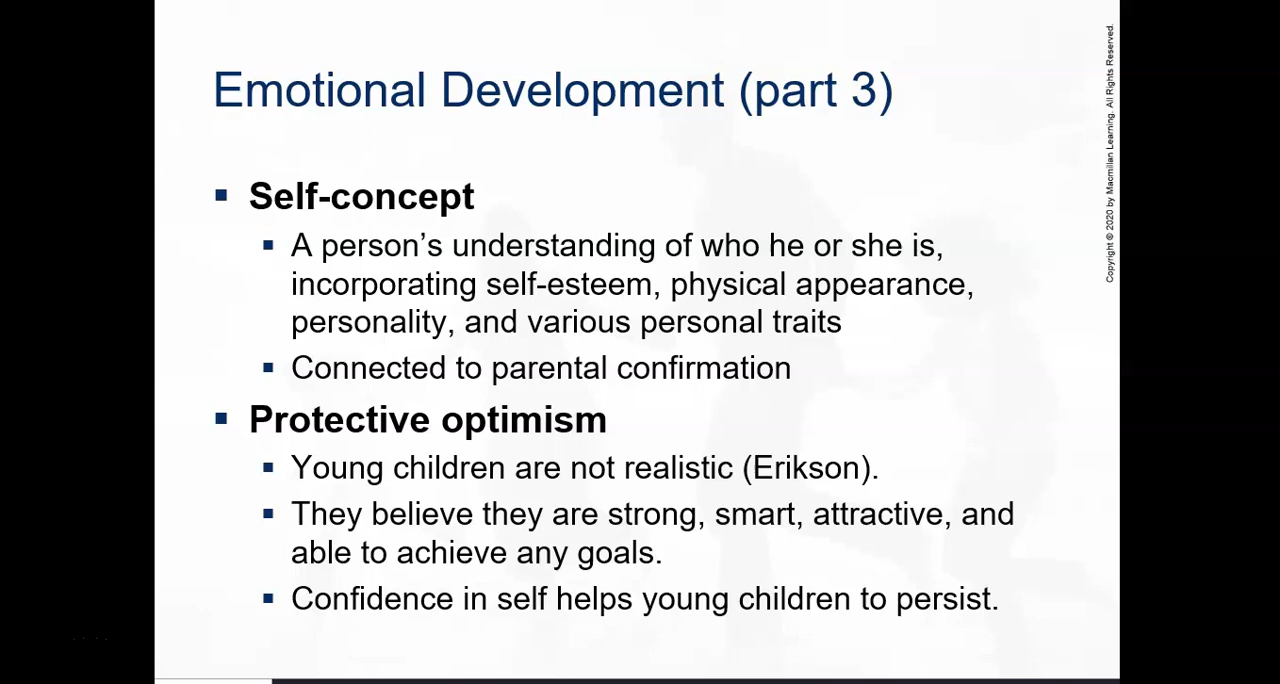 Emotional Development (part 3)
▪ Self-concept
▪ A person’s understanding of who he or she is,
incorporating self-esteem, physical appearance,
personality, and various personal traits
▪ Connected to parental confirmation
▪ Protective optimism
▪ Young children are not realistic (Erikson).
▪ They believe they are strong, smart, attractive, and
able to achieve any goals.
▪ Confidence in self helps young children to persist.
Copyright © 2020 by Macmillan Learning. All Rights Reserved.